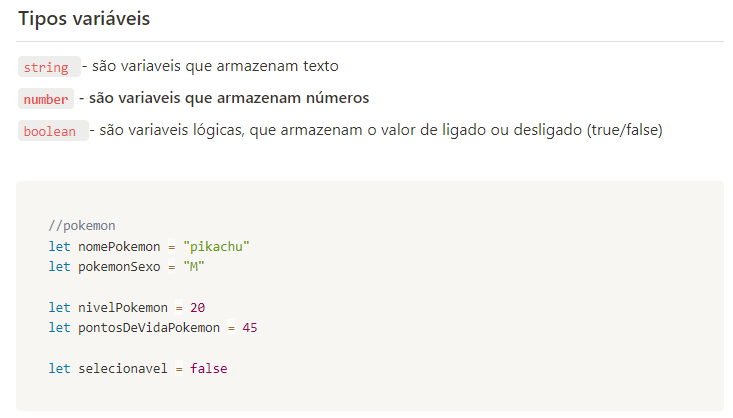 Tipos variáveis
string - são variaveis que armazenam texto
number - são variaveis que armazenam números
boolean - são variaveis lógicas, que armazenam o valor de ligado ou desligado (true/false)
//pokemon
let nomePokemon = "pikachu"
let pokemonSexo = "M"
let nivelPokemon = 20
let pontosDeVidaPokemon = 45
let selecionavel = false